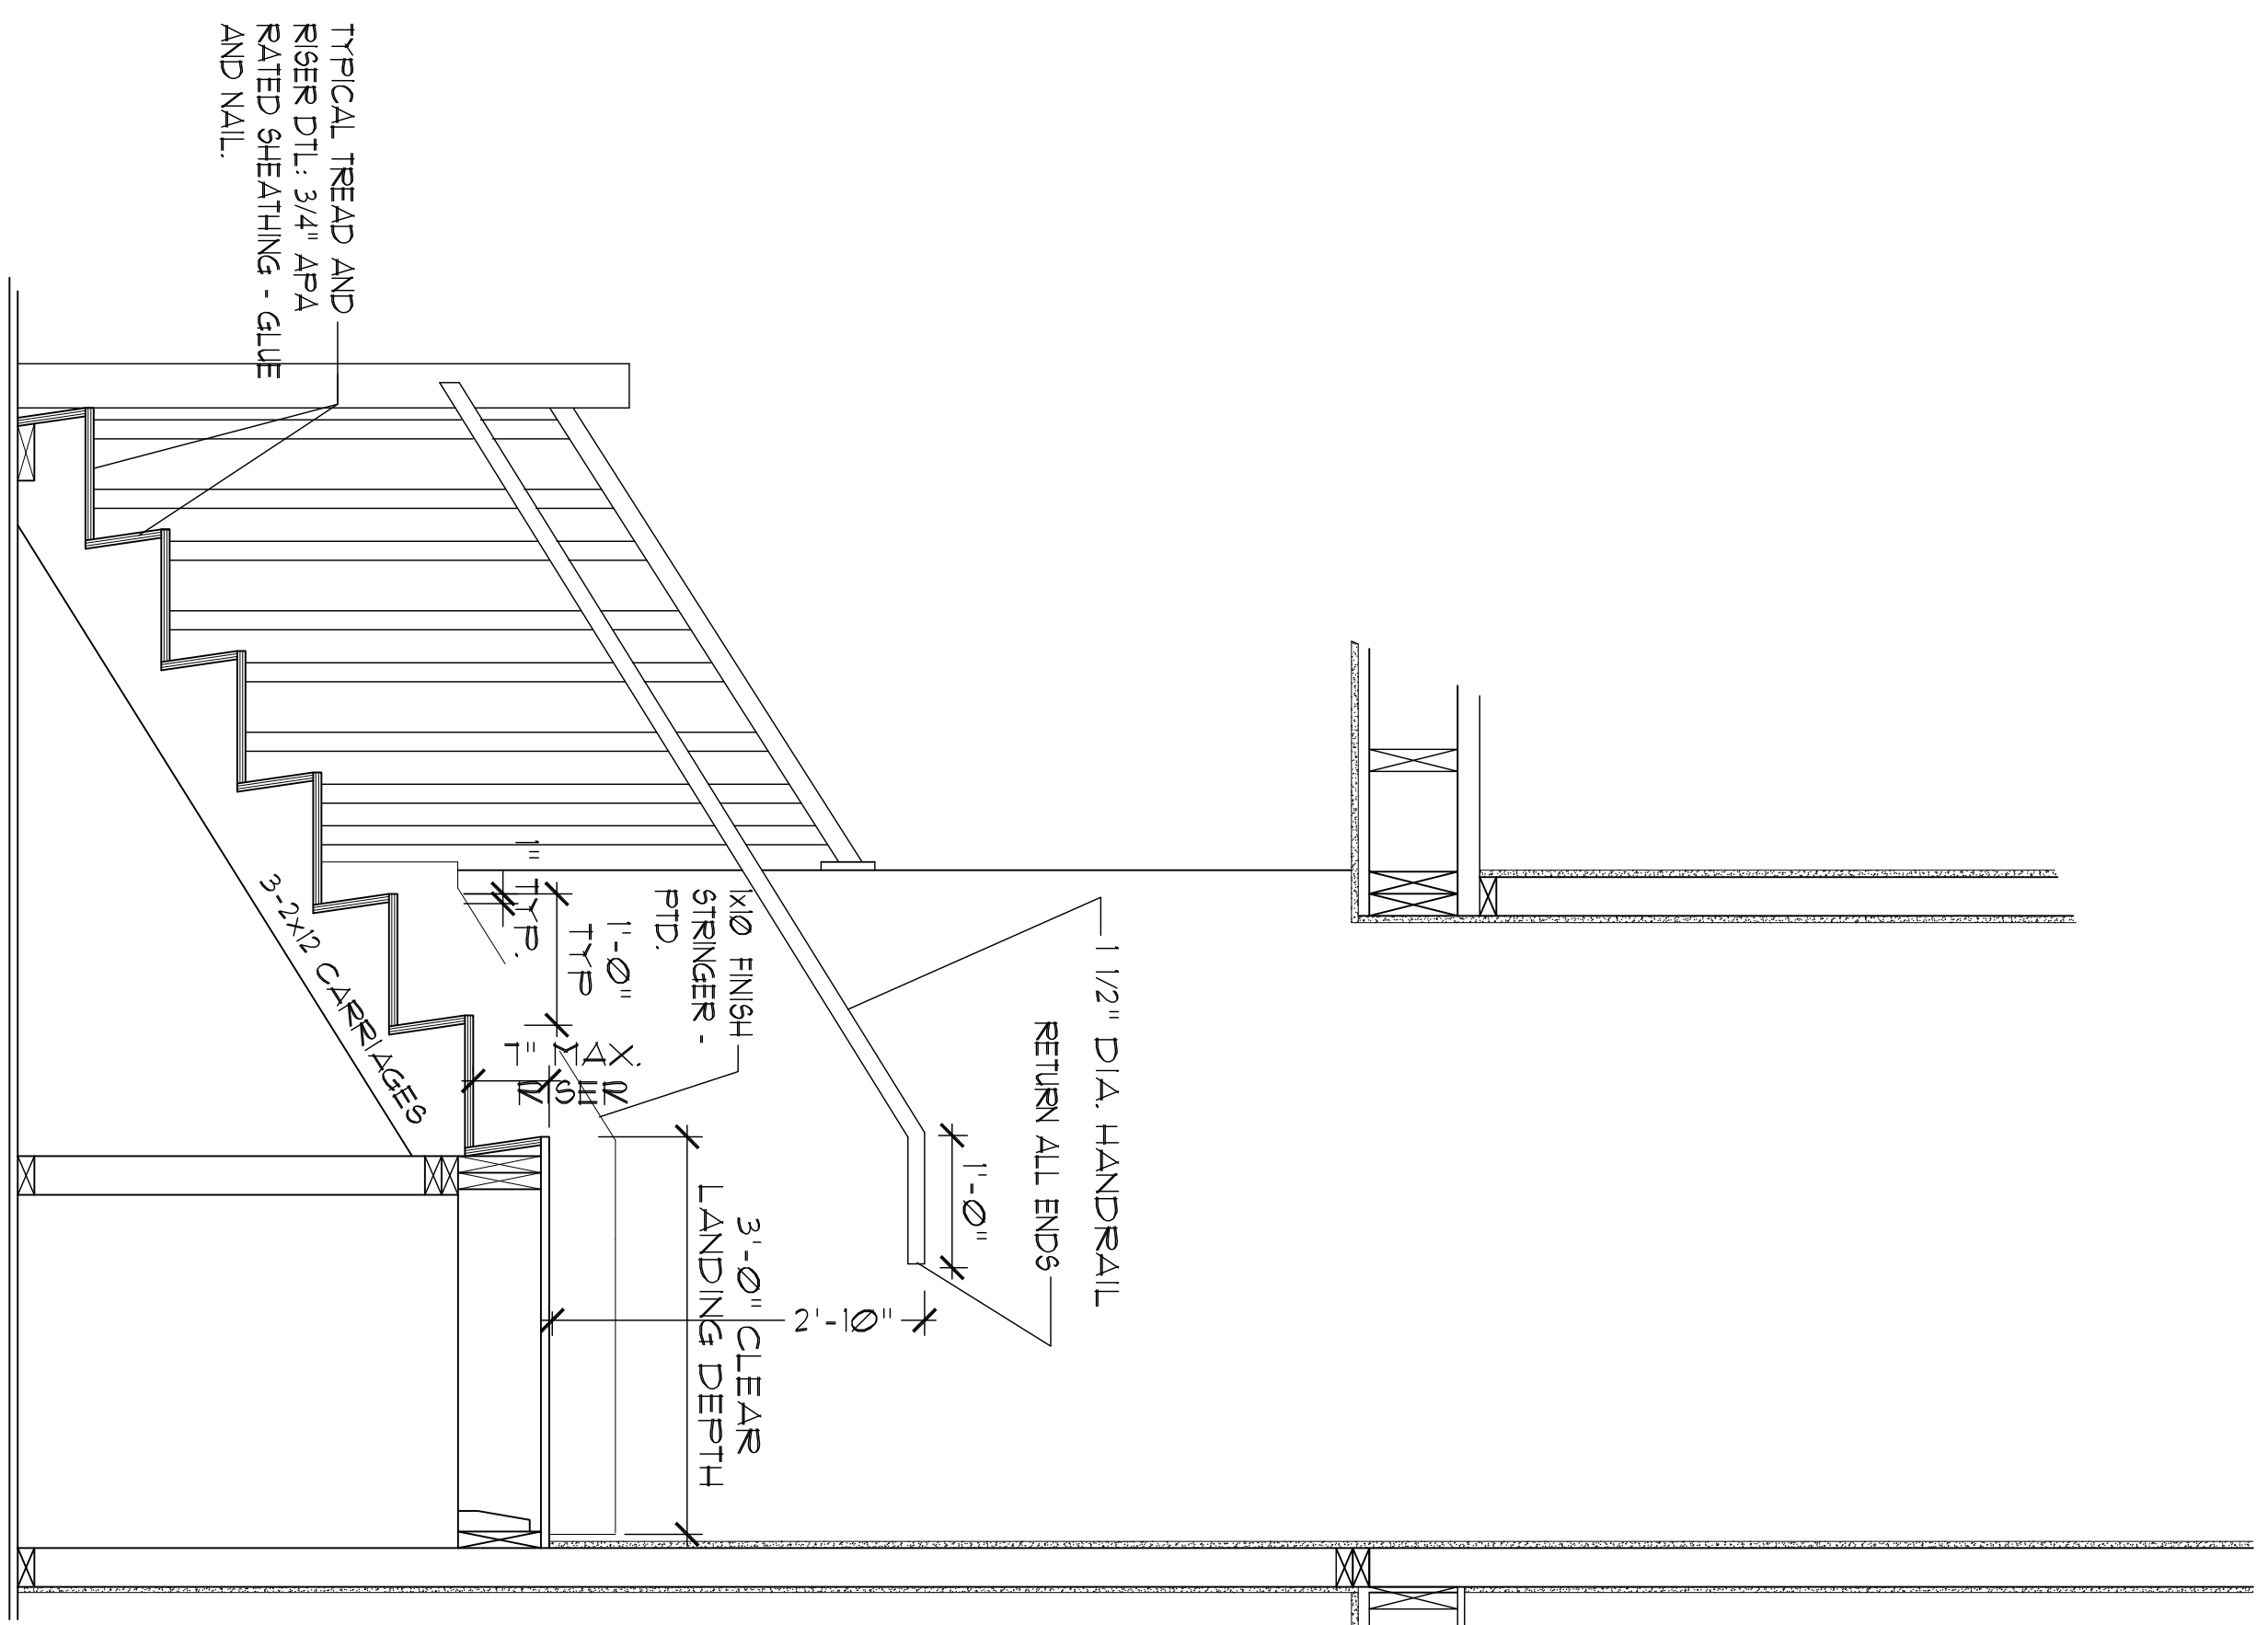 TYPICAL TREAD AND
RISER DTL: 3/4" APA
RATED SHEATHING - GLUE
AND NAIL.
3-2x12 CARRIAGES
1" TYP.
1'-0"
TYP
1x10 FINISH
STRINGER -
PTD.
7" MAX.
RISER
3'-0" CLEAR
LANDING DEPTH
1'-0"
2'-10"
1 1/2" DIA. HANDRAIL
RETURN ALL ENDS